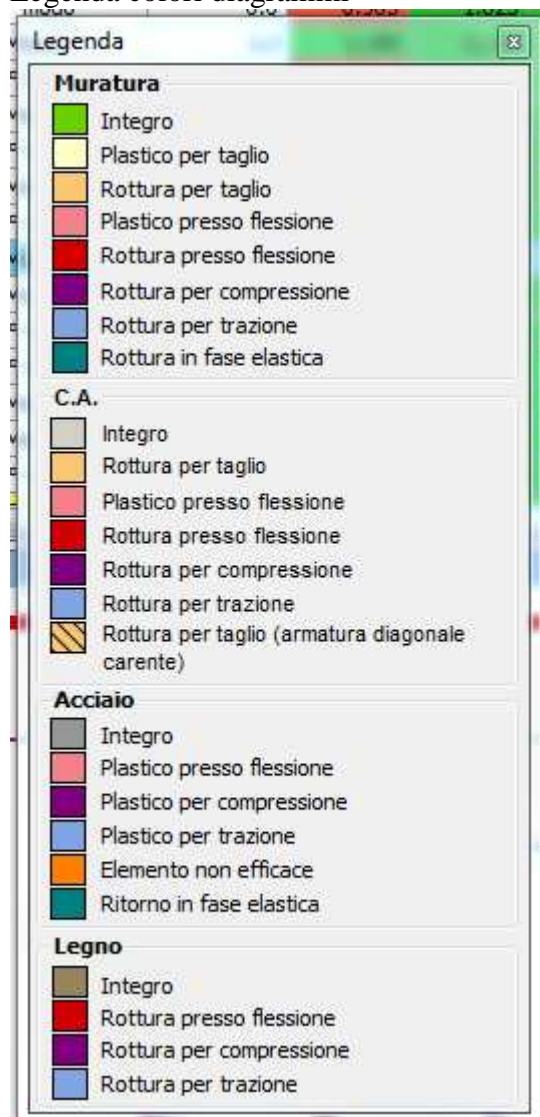 Legenda colori diagrammi
Legenda
Muratura
Integro
Plastico per taglio
Rottura per taglio
Plastico presso flessione
Rottura presso flessione
Rottura per compressione
Rottura per trazione
Rottura in fase elastica
C.A.
Integro
Rottura per taglio
Plastico presso flessione
Rottura presso flessione
Rottura per compressione
Rottura per trazione
Rottura per taglio (armatura diagonale
carente)
Acciaio
Integro
Plastico presso flessione
Plastico per compressione
Plastico per trazione
Elemento non efficace
Ritorno in fase elastica
Legno
Integro
Rottura presso flessione
Rottura per compressione
Rottura per trazione